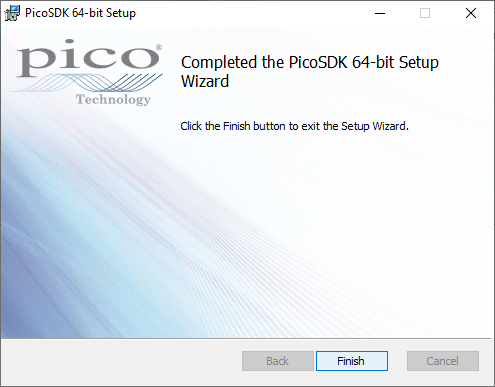 PicoSDK 64-bit Setup
pico®
Technology
Completed the PicoSDK 64-bit Setup
Wizard
Click the Finish button to exit the Setup Wizard.
Back
Finish
Cancel